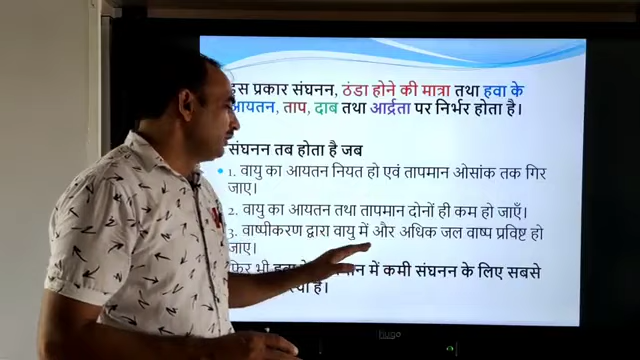 इस प्रकार संघनन, ठंडा होने की मात्रा तथा हवा के
आयतन, ताप, दाब तथा आर्द्रता पर निर्भर होता है।
संघनन तब होता है जब
1. वायु का आयतन नियत हो एवं तापमान ओसांक तक गिर
जाए।
2. वायु का आयतन तथा तापमान दोनों ही कम हो जाएँ।
3. वाष्पीकरण द्वारा वायु में और अधिक जल वाष्प प्रविष्ट हो
जाए।
फिर भी में कमी संघनन के लिए सबसे
है।
hugo